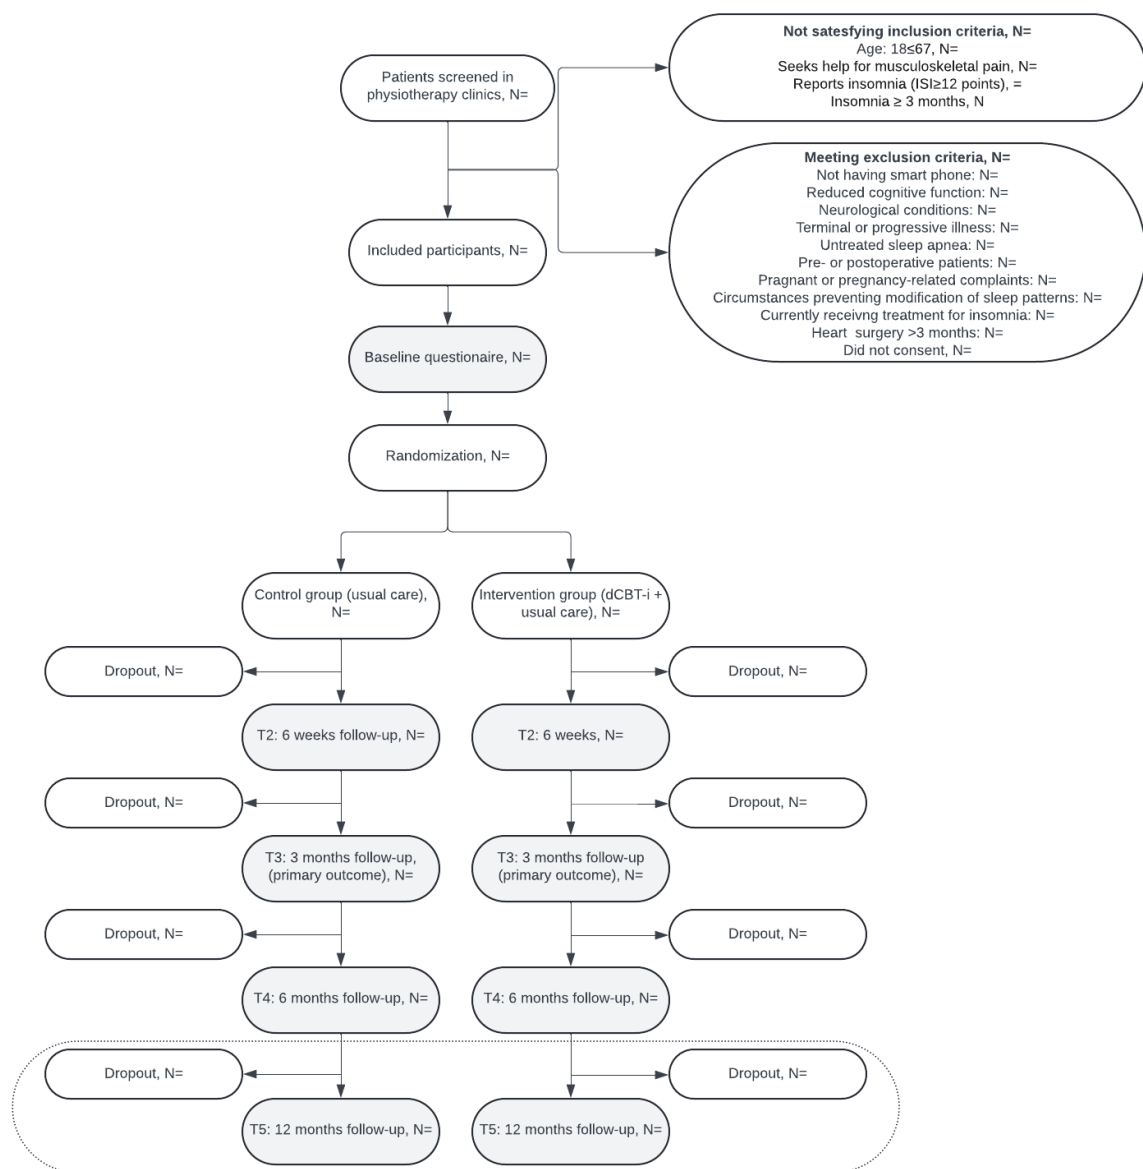 Patients screened in
physiotherapy clinics, N=
Not satesfying inclusion criteria, N=
Age: 18≤67, N=
Seeks help for musculoskeletal pain, N=
Reports insomnia (ISI≥12 points), =
Insomnia ≥ 3 months, N
Meeting exclusion criteria, N=
Not having smart phone: N=
Reduced cognitive function: N=
Neurological conditions: N=
Terminal or progressive illness: N=
Untreated sleep apnea: N=
Pre- or postoperative patients: N=
Pragnant or pregnancy-related complaints: N=
Circumstances preventing modification of sleep patterns: N=
Currently receivng treatment for insomnia: N=
Heart  surgery >3 months: N=
Did not consent, N=
Included participants, N=
Baseline questionaire, N=
Randomization, N=
Control group (usual care),
N=
Intervention group (dCBT-i +
usual care), N=
Dropout, N=
Dropout, N=
T2: 6 weeks follow-up, N=
T2: 6 weeks, N=
Dropout, N=
Dropout, N=
T3: 3 months follow-up,
(primary outcome), N=
T3: 3 months follow-up
(primary outcome), N=
Dropout, N=
Dropout, N=
T4: 6 months follow-up, N=
T4: 6 months follow-up, N=
Dropout, N=
Dropout, N=
T5: 12 months follow-up, N=
T5: 12 months follow-up, N=